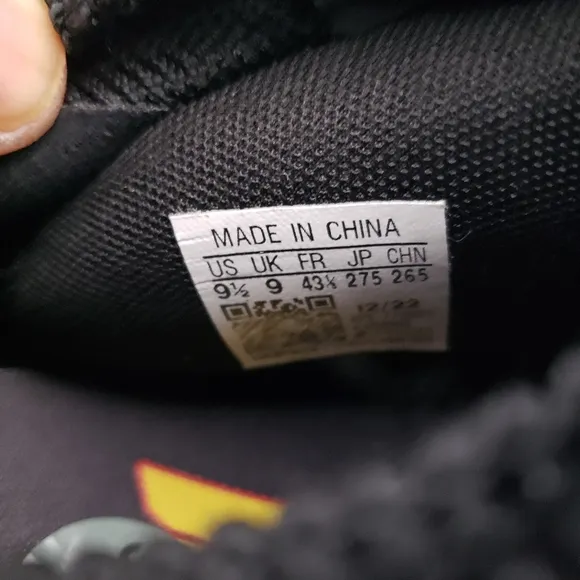 MADE IN CHINA
US UK FR JP CHN
9½ 9 43⅓ 275 265
12/22